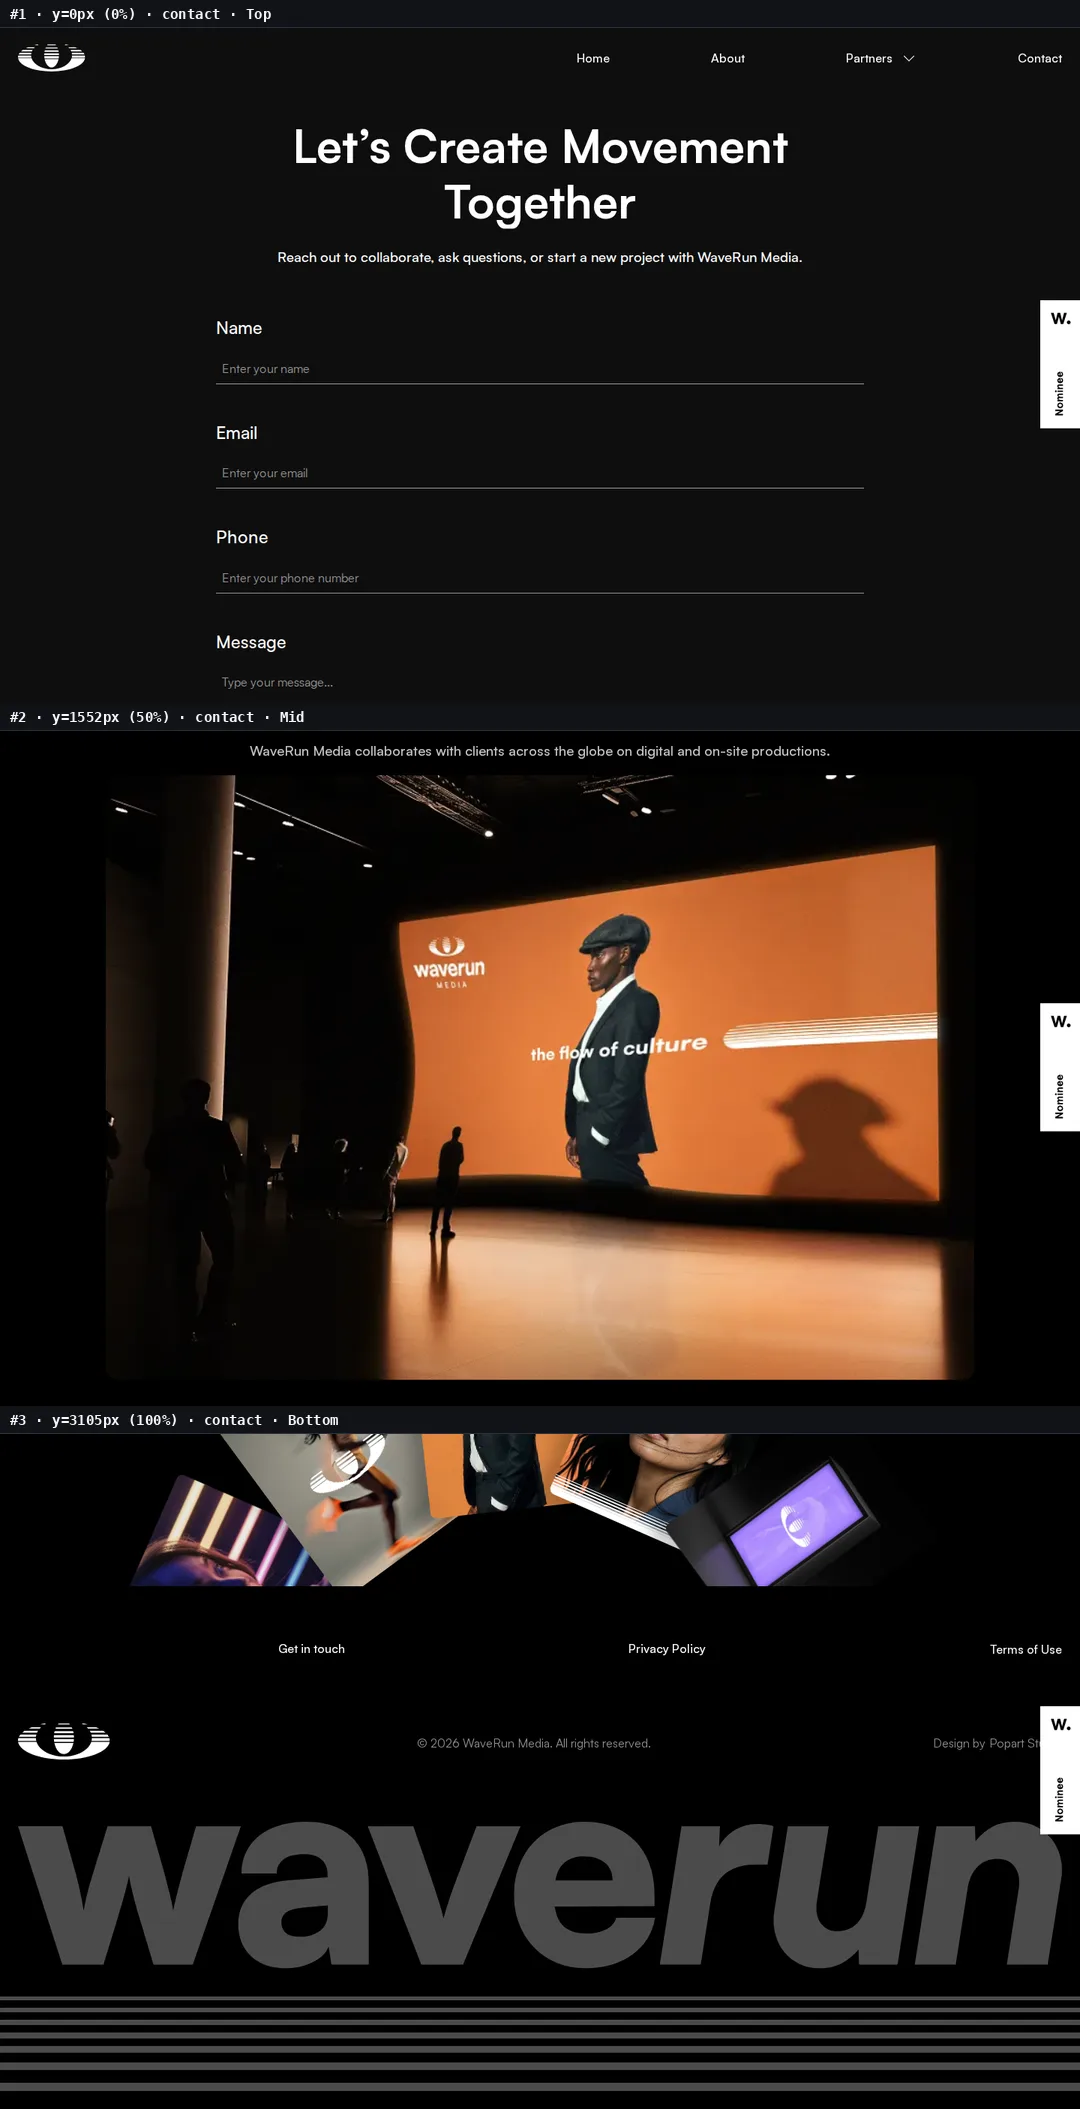 #1 · y=0px (0%) · contact · Top
Home
About
Partners
Contact
Let’s Create Movement
Together
Reach out to collaborate, ask questions, or start a new project with WaveRun Media.
Name
Enter your name
Email
Enter your email
Phone
Enter your phone number
Message
Type your message...
W.
Nominee
#2 · y=1552px (50%) · contact · Mid
WaveRun Media collaborates with clients across the globe on digital and on-site productions.
waverun
MEDIA
the flow of culture
W.
Nominee
#3 · y=3105px (100%) · contact · Bottom
Get in touch
Privacy Policy
Terms of Use
© 2026 WaveRun Media. All rights reserved.
Design by Popart
W.
Nominee
waverun